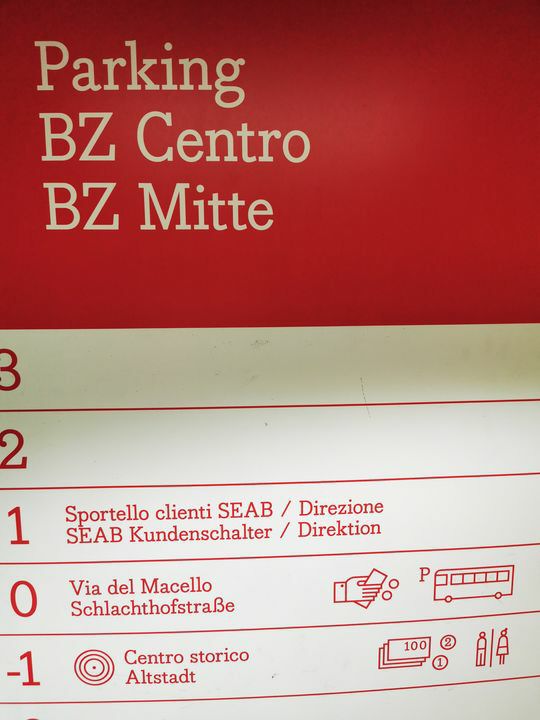 Parking
BZ Centro
BZ Mitte
3
2
1 Sportello clienti SEAB / Direzione
SEAB Kundenschalter / Direktion
0 Via del Macello
Schlachthofstraße
P
-1 Centro storico
Altstadt
100 2
1